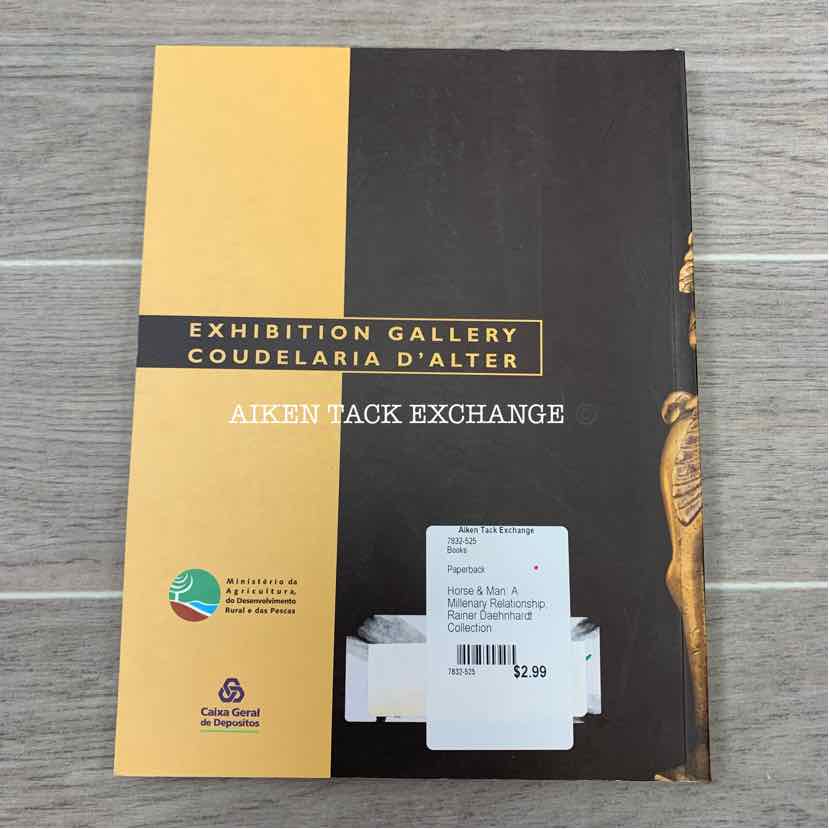 EXHIBITION GALLERY
COUDELARIA D'ALTER
AIKEN TACK EXCHANGE ©
Aiken Tack Exchange
7832-525
Books
Paperback
Horse & Man: A
Millenary Relationship,
Rainer Daehnhardt
Collection
7832-525
$2.99
Ministério da
Agricultura,
do Desenvolvimento
Rural e das Pescas
Caixa Geral
de Depositos